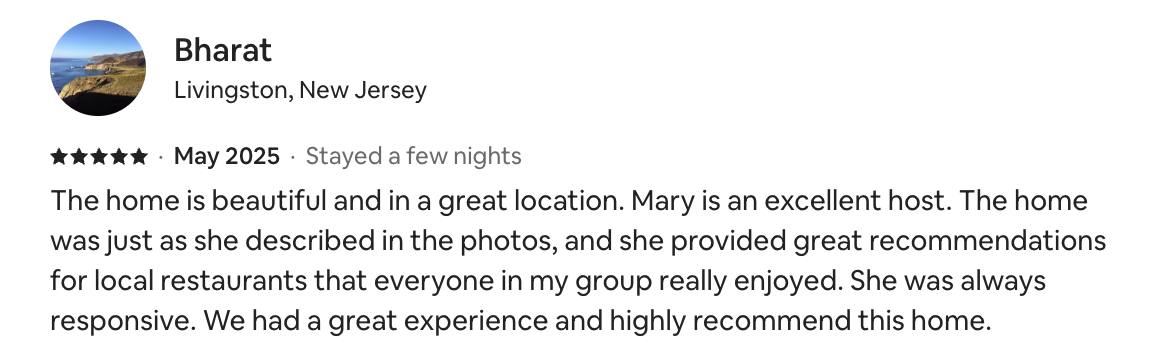 Bharat
Livingston, New Jersey
★★★★★ · May 2025 · Stayed a few nights
The home is beautiful and in a great location. Mary is an excellent host. The home
was just as she described in the photos, and she provided great recommendations
for local restaurants that everyone in my group really enjoyed. She was always
responsive. We had a great experience and highly recommend this home.